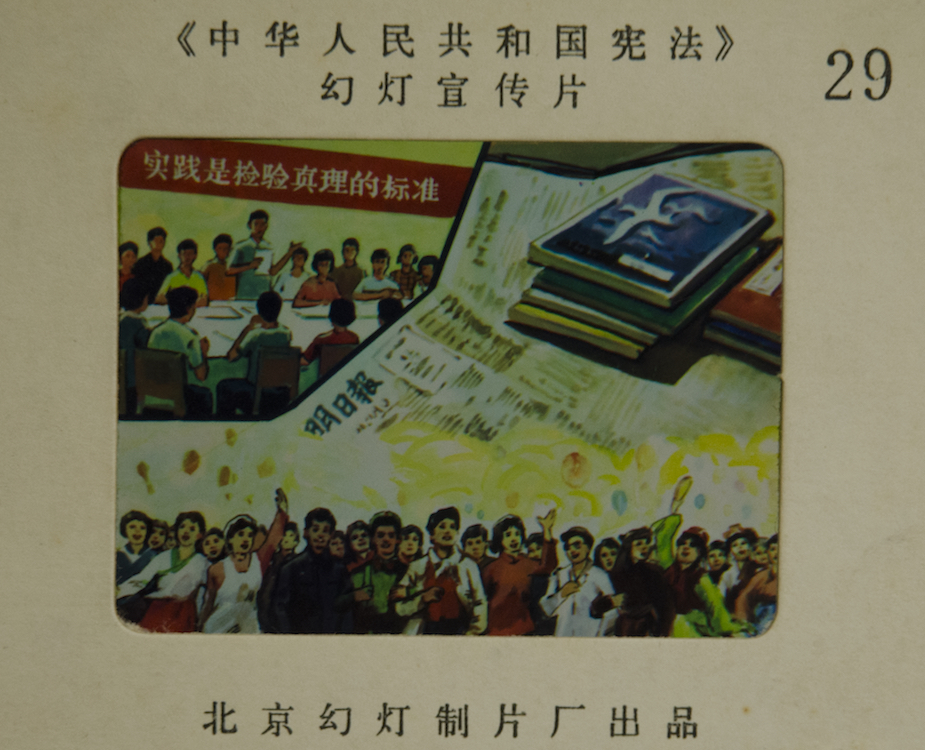 《中华人民共和国宪法》
幻灯宣传片
29
实践是检验真理的标准
明日報
北京幻灯制片厂出品